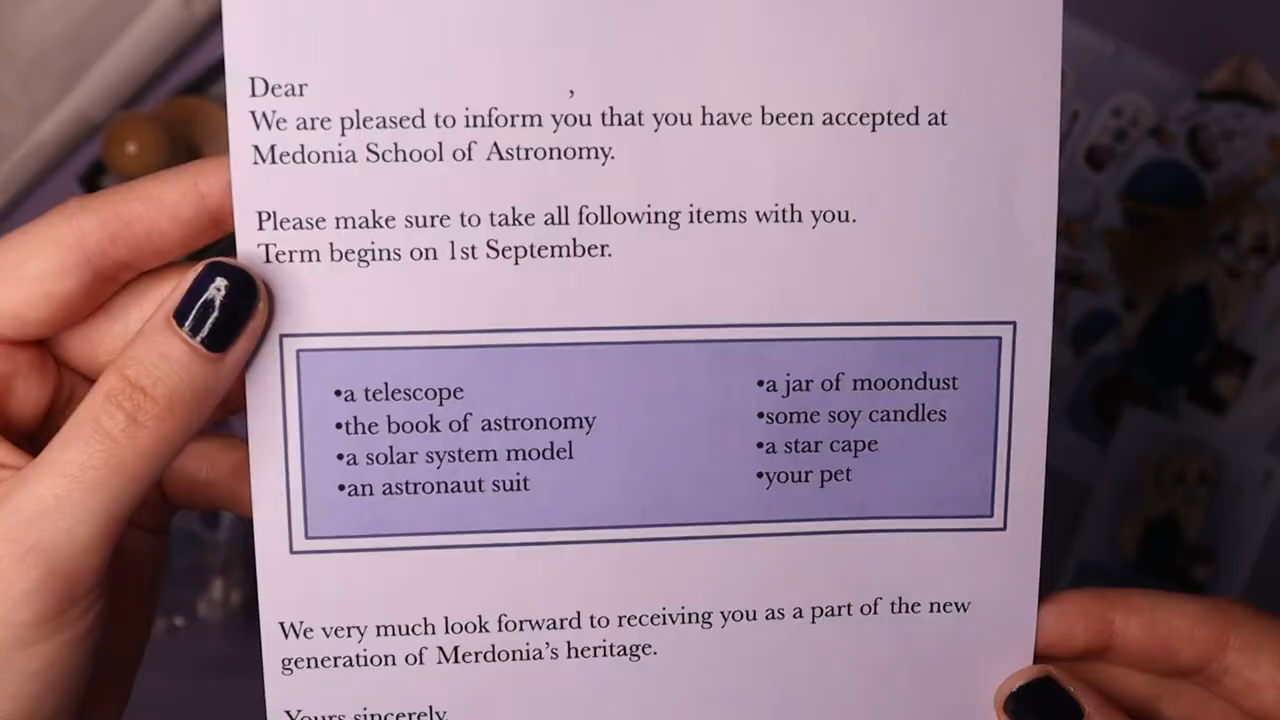 Dear ,
We are pleased to inform you that you have been accepted at
Medonia School of Astronomy.
Please make sure to take all following items with you.
Term begins on 1st September.
•a telescope
•the book of astronomy
•a solar system model
•an astronaut suit
•a jar of moondust
•some soy candles
•a star cape
•your pet
We very much look forward to receiving you as a part of the new
generation of Merdonia's heritage.
Yours sincerely